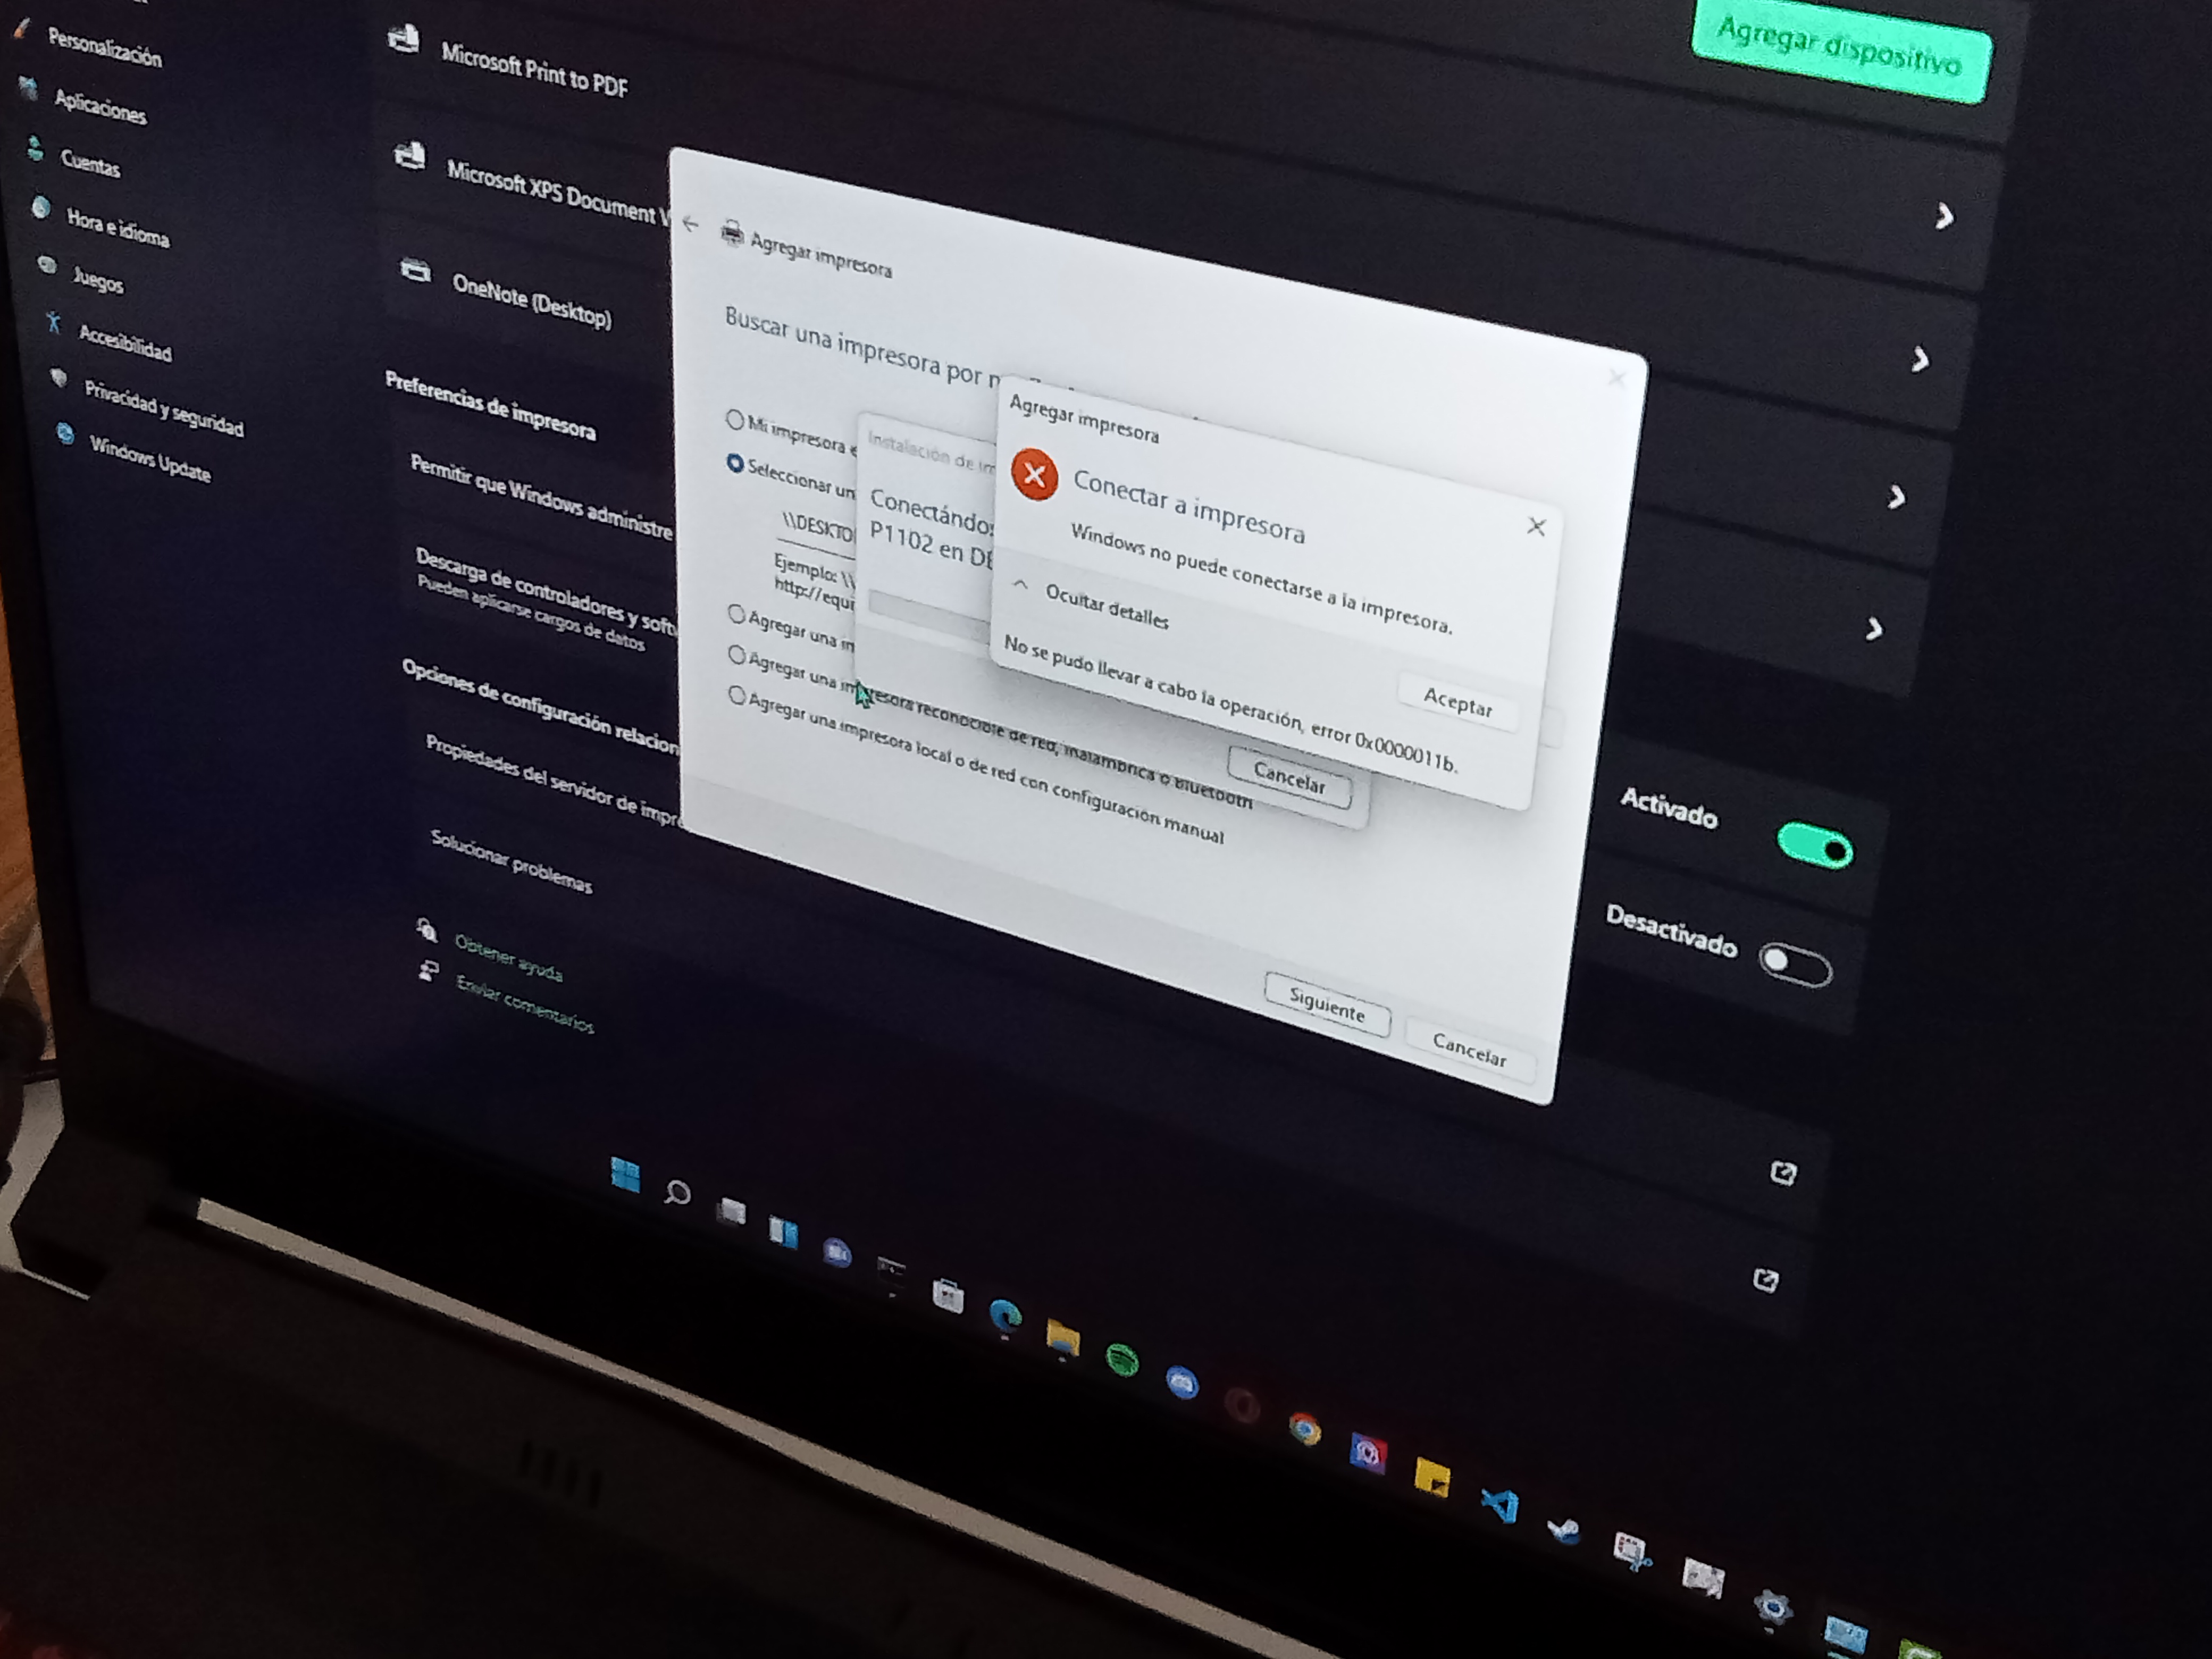 Personalización
Aplicaciones
Cuentas
Hora e idioma
Juegos
Accesibilidad
Privacidad y seguridad
Windows Update
Agregar dispositivo
Microsoft Print to PDF
Microsoft XPS Document
OneNote (Desktop)
Preferencias de impresora
Permitir que Windows administre
Descarga de controladores y
Pueden aplicarse cargos de datos
Opciones de configuración
Propiedades del servidor de
Solucionar problemas
Obtener ayuda
Enviar comentarios
Activado
Desactivado
Agregar impresora
Buscar una impresora por
Mi impresora
Seleccionar
\\DESKTO
Ejemplo: \\
http://equi
Agregar una
Agregar una impresora reconocible de red, inalámbrica o Bluetooth
Agregar una impresora local o de red con configuración manual
Siguiente
Cancelar
Instalación de
Conectándos
P1102 en DE
Cancelar
Agregar impresora
Conectar a impresora
Windows no puede conectarse a la impresora.
Ocultar detalles
Aceptar
No se pudo llevar a cabo la operación, error 0x0000011b.